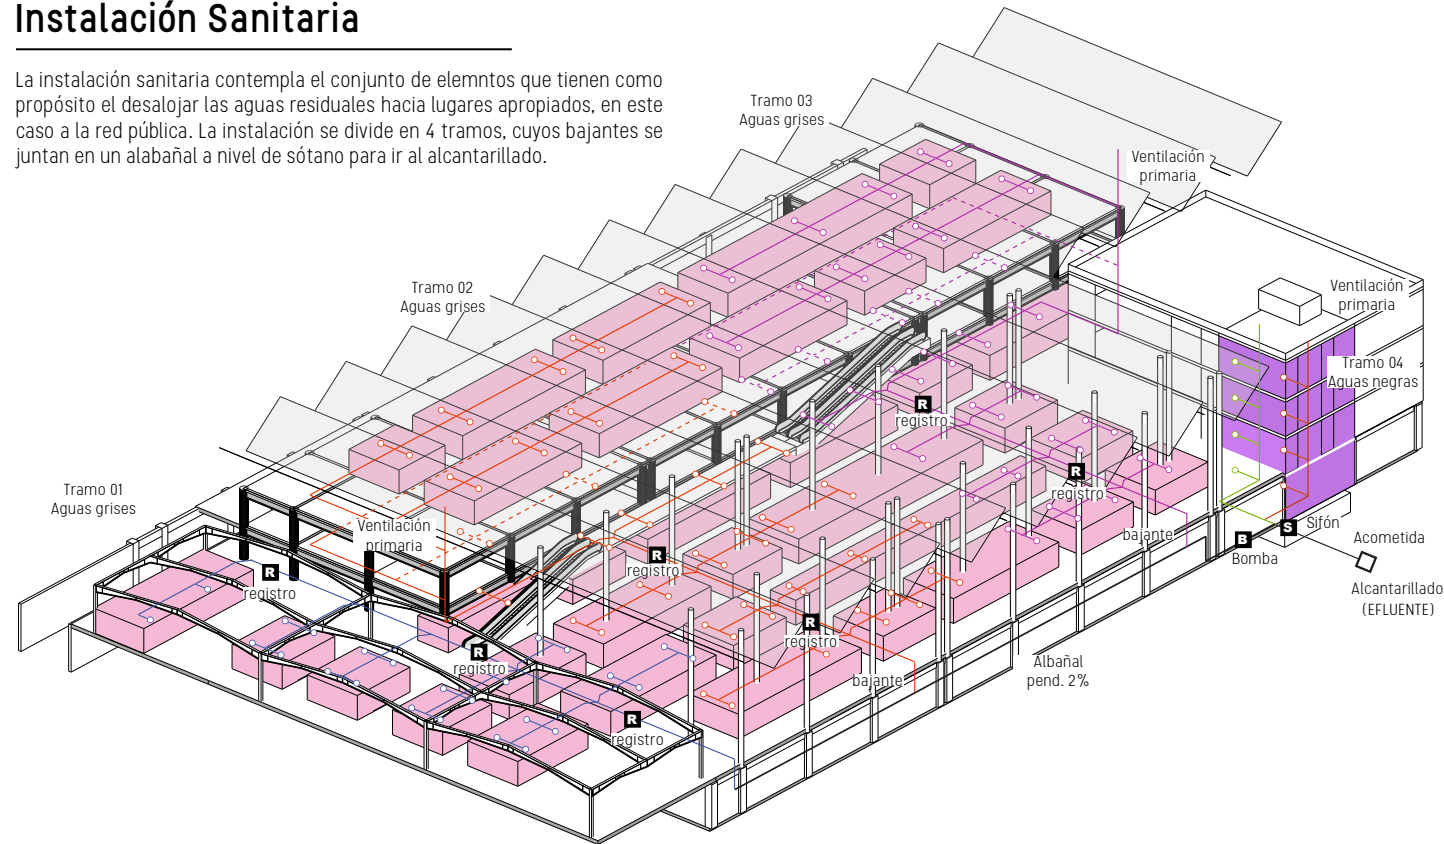 Instalación Sanitaria
La instalación sanitaria contempla el conjunto de elemntos que tienen como
propósito el desalojar las aguas residuales hacia lugares apropiados, en este
caso a la red pública. La instalación se divide en 4 tramos, cuyos bajantes se
juntan en un alabañal a nivel de sótano para ir al alcantarillado.
Tramo 03
Aguas grises
Ventilación
primaria
Tramo 02
Aguas grises
Ventilación
primaria
Tramo 04
Aguas negras
R
registro
R
registro
Tramo 01
Aguas grises
Ventilación
primaria
bajante
S
Sifón
B
Bomba
Acometida
Alcantarillado
(EFLUENTE)
R
registro
R
registro
R
registro
R
registro
bajante
Albañal
pend. 2%
R
registro